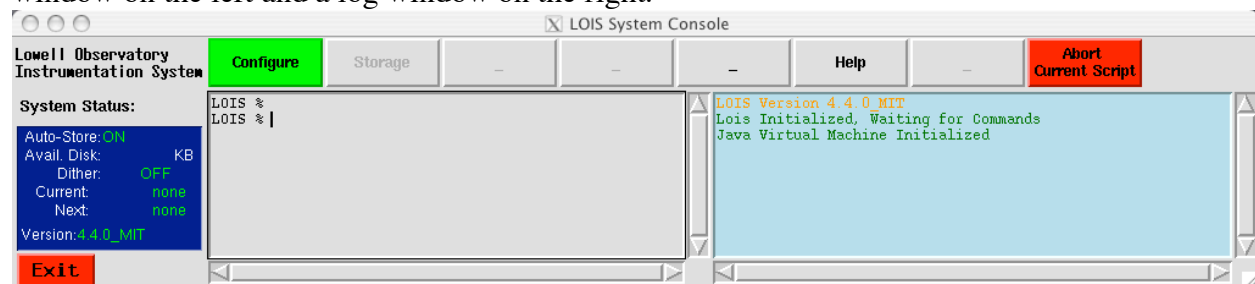 window on the left and a log window on the right.
X LOIS System Console
Lowell Observatory
Instrumentation System
Configure
Storage
_
_
_
Help
_
Abort
Current Script
System Status:
Auto-Store:ON
Avail. Disk: KB
Dither: OFF
Current: none
Next: none
Version:4.4.0_MIT
Exit
LOIS %
LOIS %
LOIS Version 4.4.0_MIT
Lois Initialized, Waiting for Commands
Java Virtual Machine Initialized